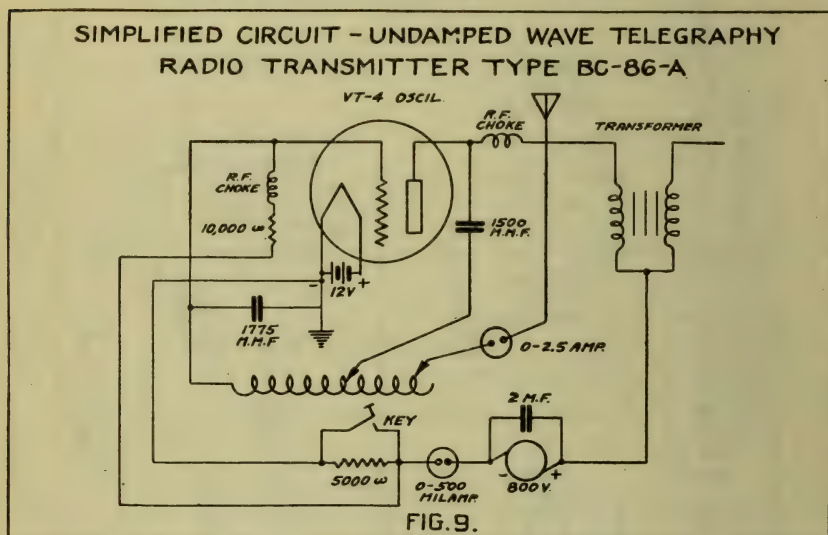 SIMPLIFIED CIRCUIT - UNDAMPED WAVE TELEGRAPHY
RADIO TRANSMITTER TYPE BC-86-A
VT-4 OSCIL.
R.F.
CHOKE
TRANSFORMER
R.F.
CHOKE
10,000 ω
1500
M.M.F.
- 12V +
1775
M.M.F
0-2.5 AMP.
KEY
2 M.F.
5000 ω
0-500
MILAMP.
- +
800 V.
FIG. 9.